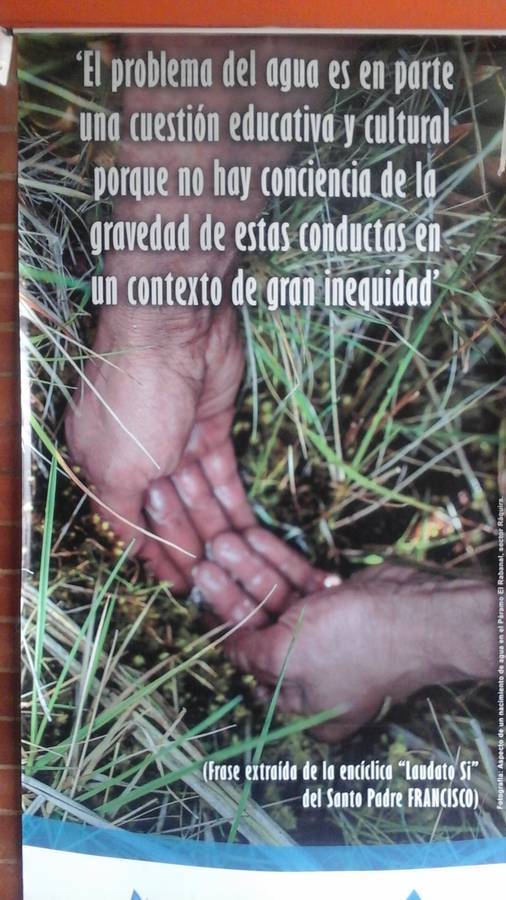 ‘El problema del agua es en parte
una cuestión educativa y cultural
porque no hay conciencia de la
gravedad de estas conductas en
un contexto de gran inequidad’
Fotografía: Aspecto de un nacimiento de agua en el Páramo El Rabanal, sector Ráquira.
(Frase extraída de la encíclica “Laudato Si”
del Santo Padre FRANCISCO)